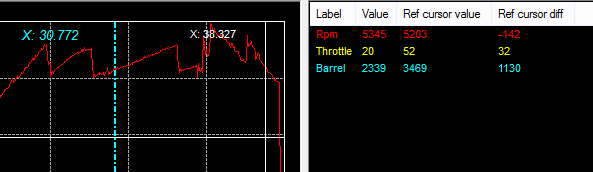 X: 30.772
X: 38.327
Label Value Ref cursor value Ref cursor diff
Rpm 5345 5203 -142
Throttle 20 52 32
Barrel 2339 3469 1130